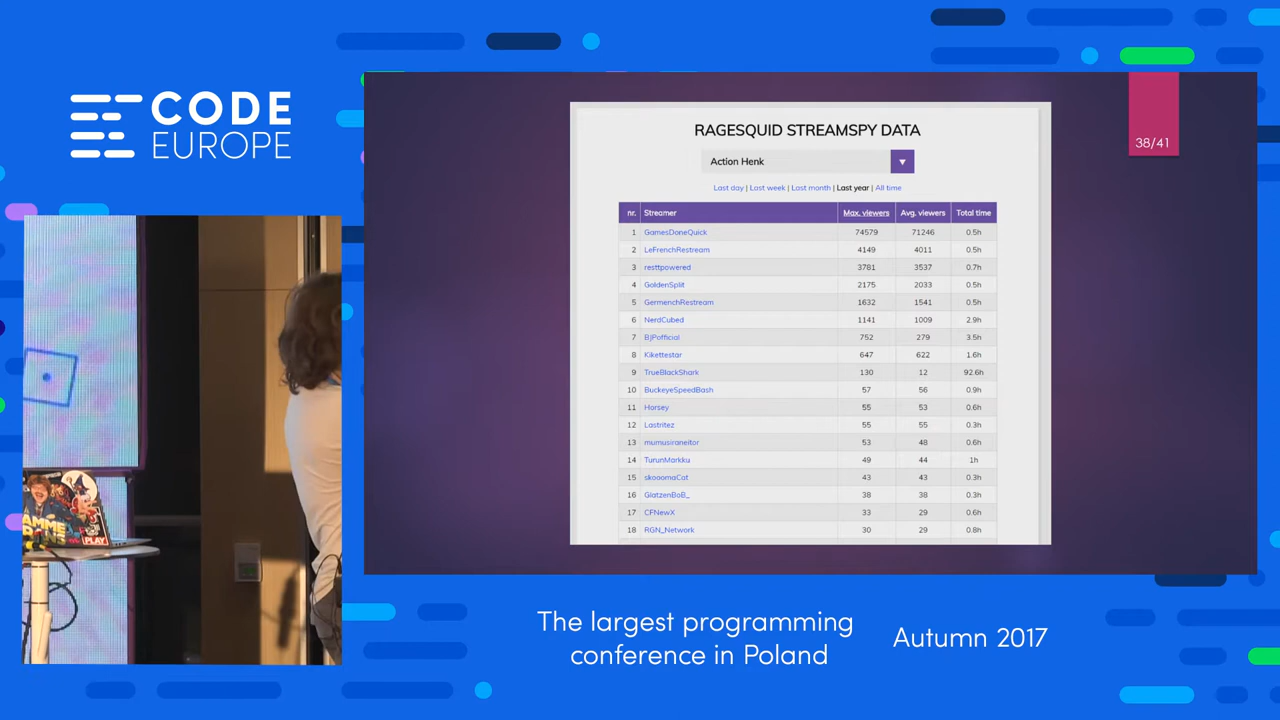 CODE
EUROPE
38/41
RAGESQUID STREAMSPY DATA
Action Henk
Last day | Last week | Last month | Last year | All time
nr. Streamer Max. viewers Avg. viewers Total time
1 GamesDoneQuick 74579 71246 0.5h
2 LeFrenchRestream 4149 4011 0.5h
3 resttpowered 3781 3537 0.7h
4 GoldenSplit 2175 2033 0.5h
5 GermenchRestream 1632 1541 0.5h
6 NerdCubed 1141 1009 2.9h
7 BJPofficial 752 279 3.5h
8 Kikettestar 647 622 1.6h
9 TrueBlackShark 130 12 92.6h
10 BuckeyeSpeedBash 57 56 0.9h
11 Horsey 55 53 0.6h
12 Lastritez 55 55 0.3h
13 mumusiraneitor 53 48 0.6h
14 TurunMarkku 49 44 1h
15 skooomaCat 43 43 0.3h
16 GlatzenBoB_ 38 38 0.3h
17 CFNewX 33 29 0.6h
18 RGN_Network 30 29 0.8h
PLAY
The largest programming
conference in Poland
Autumn 2017